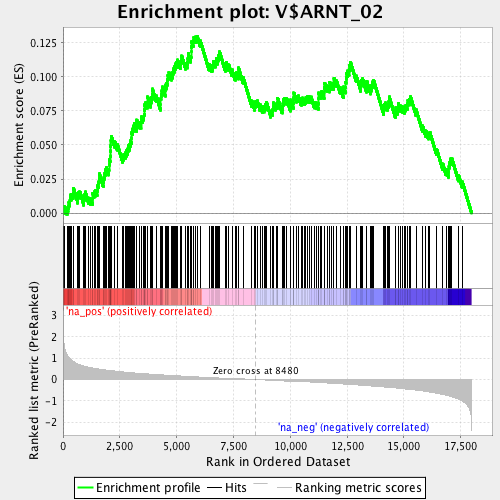 Enrichment plot: V$ARNT_02
Enrichment score (ES)
0.125
0.100
0.075
0.050
0.025
0.000
'na_pos' (positively correlated)
Ranked list metric (PreRanked)
3
2
1
0
-1
-2
Zero cross at 8480
'na_neg' (negatively correlated)
0
2,500
5,000
7,500
10,000
12,500
15,000
17,500
Rank in Ordered Dataset
Enrichment profile
Hits
Ranking metric scores